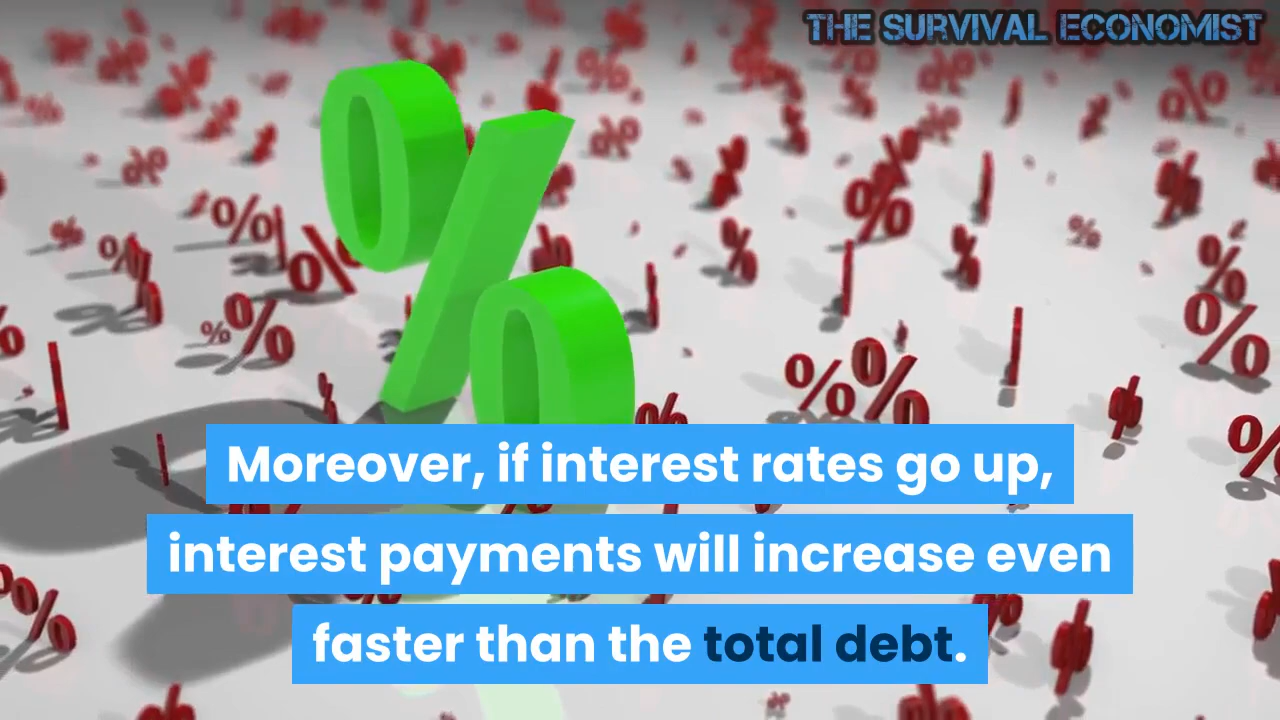 THE SURVIVAL ECONOMIST
Moreover, if interest rates go up,
interest payments will increase even
faster than the total debt.